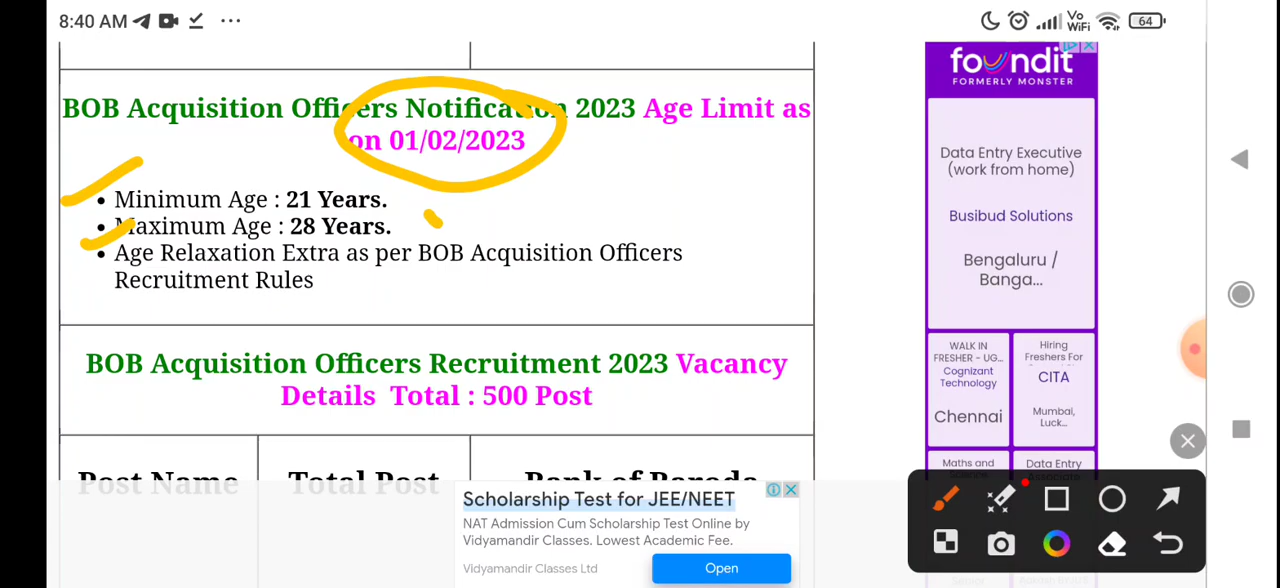 8:40 AM
Vo
WiFi
64
BOB Acquisition Officers Notification 2023 Age Limit as
on 01/02/2023
Minimum Age : 21 Years.
Maximum Age : 28 Years.
Age Relaxation Extra as per BOB Acquisition Officers
Recruitment Rules
BOB Acquisition Officers Recruitment 2023 Vacancy
Details Total : 500 Post
Post Name
Total Post
Bank of Baroda
foundit
FORMERLY MONSTER
Data Entry Executive
(work from home)
Busibud Solutions
Bengaluru /
Banga...
WALK IN
FRESHER - UG...
Cognizant
Technology
Chennai
Hiring
Freshers For
CITA
Mumbai,
Luck...
Maths and
Data Entry
Scholarship Test for JEE/NEET
NAT Admission Cum Scholarship Test Online by
Vidyamandir Classes. Lowest Academic Fee.
Vidyamandir Classes Ltd
Open